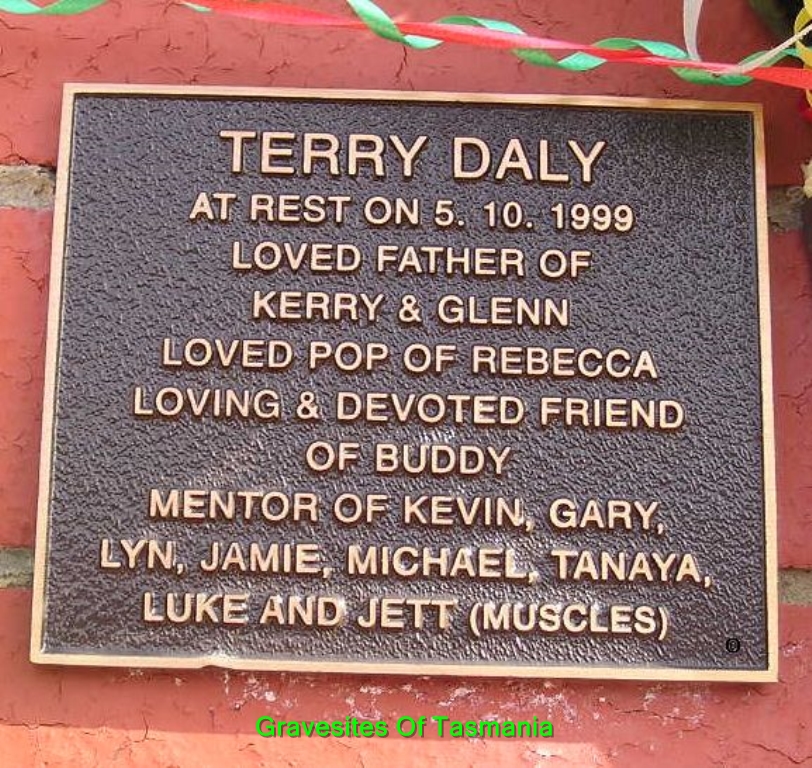 TERRY DALY
AT REST ON 5. 10. 1999
LOVED FATHER OF
KERRY & GLENN
LOVED POP OF REBECCA
LOVING & DEVOTED FRIEND
OF BUDDY
MENTOR OF KEVIN, GARY,
LYN, JAMIE, MICHAEL, TANAYA,
LUKE AND JETT (MUSCLES)
Gravesites Of Tasmania